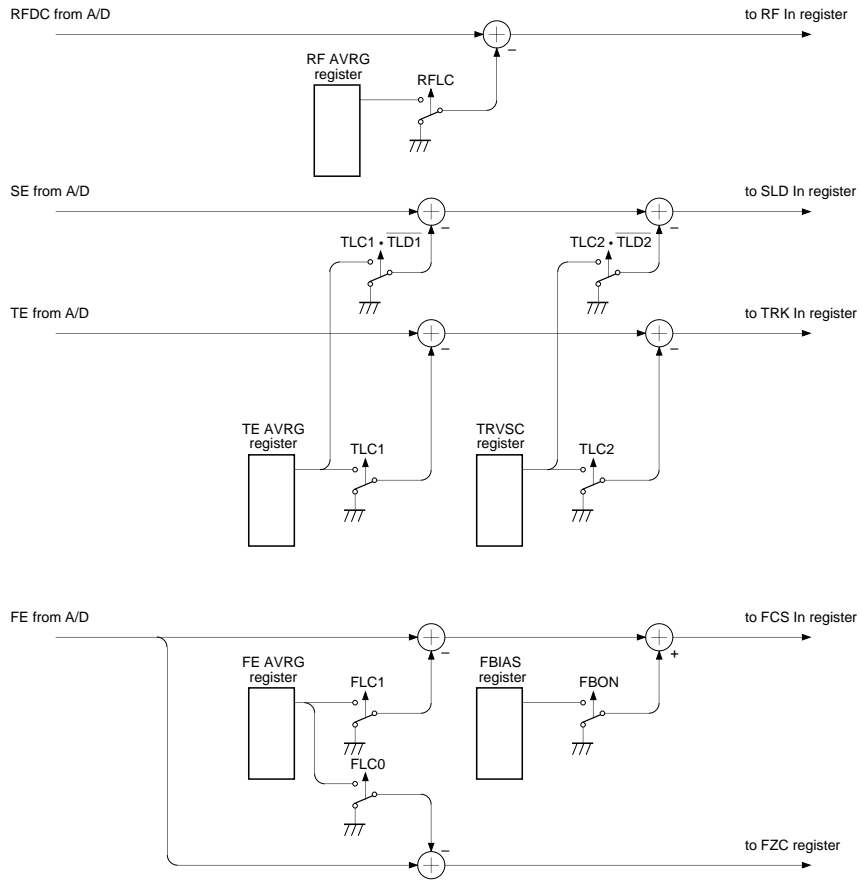 RFDC from A/D
to RF In register
RF AVRG
register
RFLC
–
SE from A/D
to SLD In register
–
–
TLC1 • T̅L̅D̅1̅
TLC2 • T̅L̅D̅2̅
TE from A/D
to TRK In register
–
–
TE AVRG
register
TLC1
TRVSC
register
TLC2
FE from A/D
to FCS In register
–
+
FE AVRG
register
FLC1
FBIAS
register
FBON
FLC0
–
to FZC register